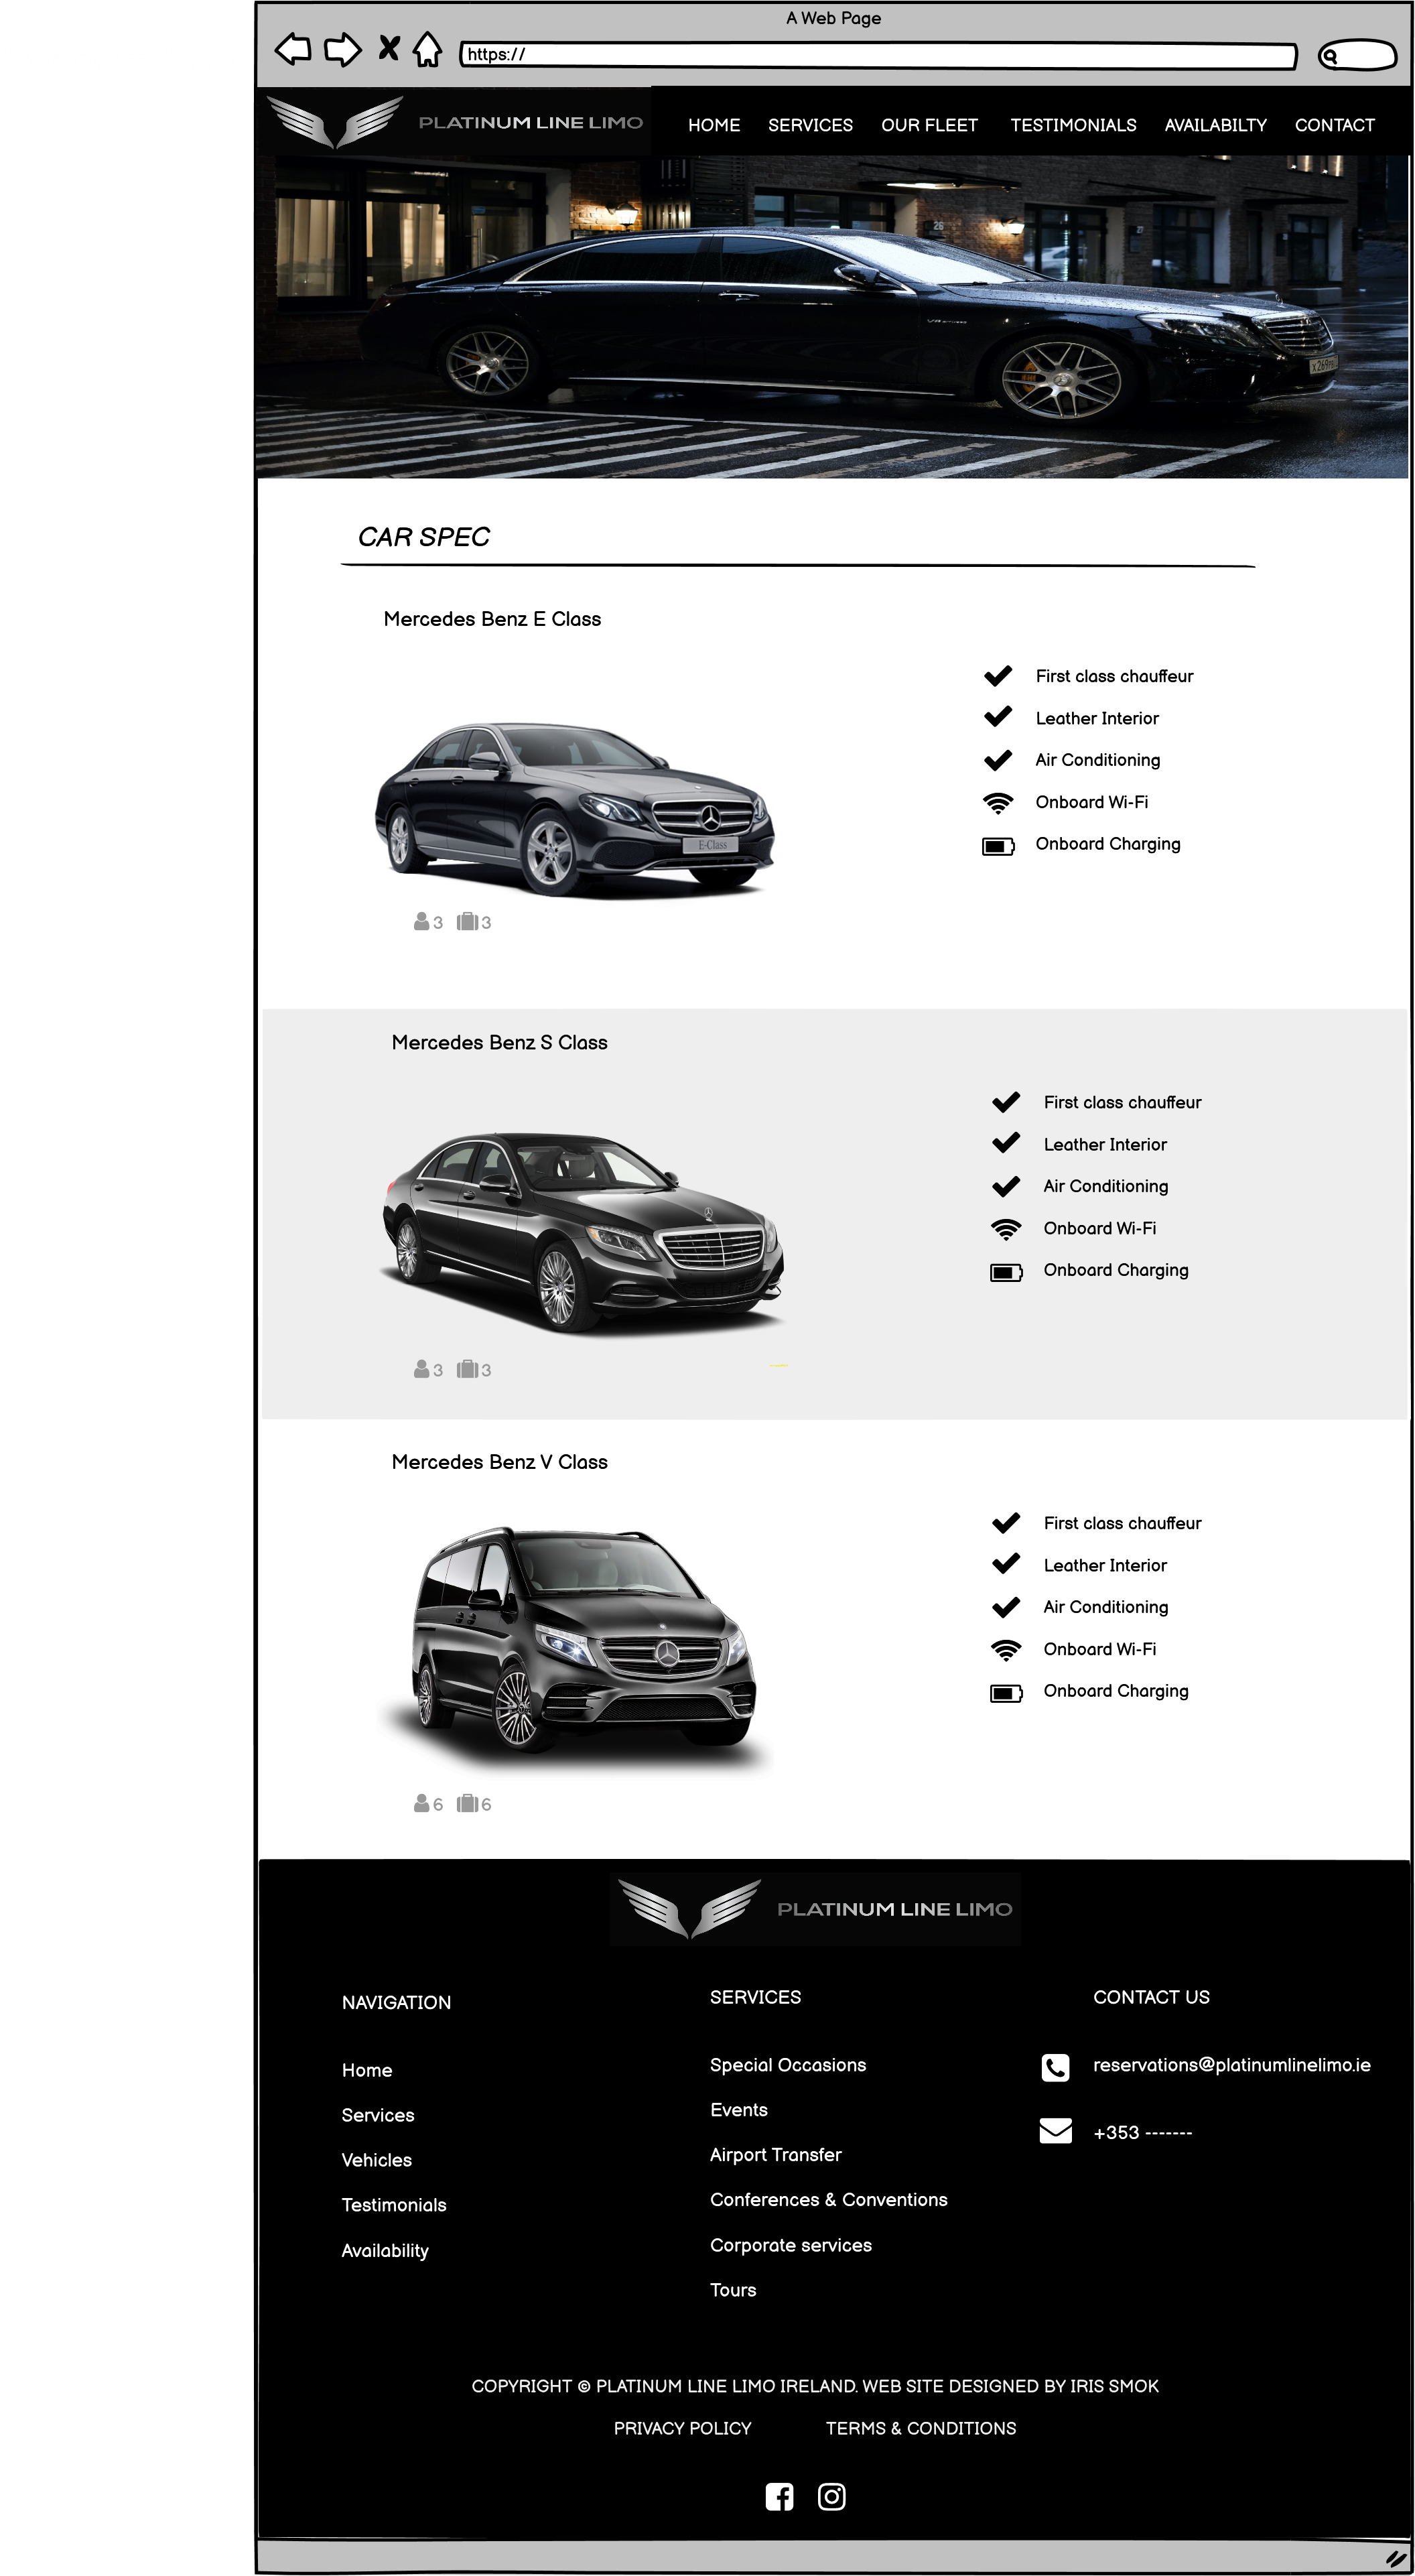 A Web Page
https://
PLATINUM LINE LIMO
HOME SERVICES OUR FLEET TESTIMONIALS AVAILABILTY CONTACT
26
CAR SPEC
Mercedes Benz E Class
First class chauffeur
Leather Interior
Air Conditioning
Onboard Wi-Fi
Onboard Charging
E-Class
3 3
Mercedes Benz S Class
First class chauffeur
Leather Interior
Air Conditioning
Onboard Wi-Fi
Onboard Charging
3 3
Mercedes Benz V Class
First class chauffeur
Leather Interior
Air Conditioning
Onboard Wi-Fi
Onboard Charging
6 6
PLATINUM LINE LIMO
NAVIGATION
Home
Services
Vehicles
Testimonials
Availability
SERVICES
Special Occasions
Events
Airport Transfer
Conferences & Conventions
Corporate services
Tours
CONTACT US
reservations@platinumlinelimo.ie
+353 -------
COPYRIGHT © PLATINUM LINE LIMO IRELAND. WEB SITE DESIGNED BY IRIS SMOK
PRIVACY POLICY TERMS & CONDITIONS